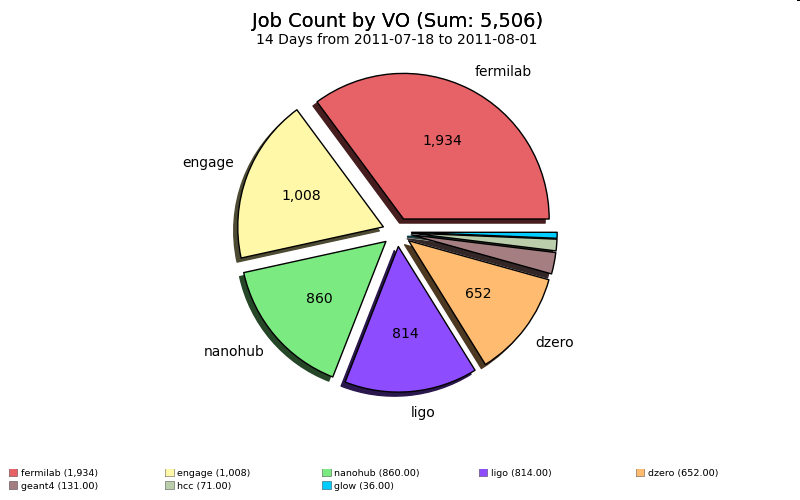 Job Count by VO (Sum: 5,506)
14 Days from 2011-07-18 to 2011-08-01
fermilab
1,934
engage
1,008
860
652
814
nanohub
dzero
ligo
fermilab (1,934)
engage (1,008)
nanohub (860.00)
ligo (814.00)
dzero (652.00)
geant4 (131.00)
hcc (71.00)
glow (36.00)